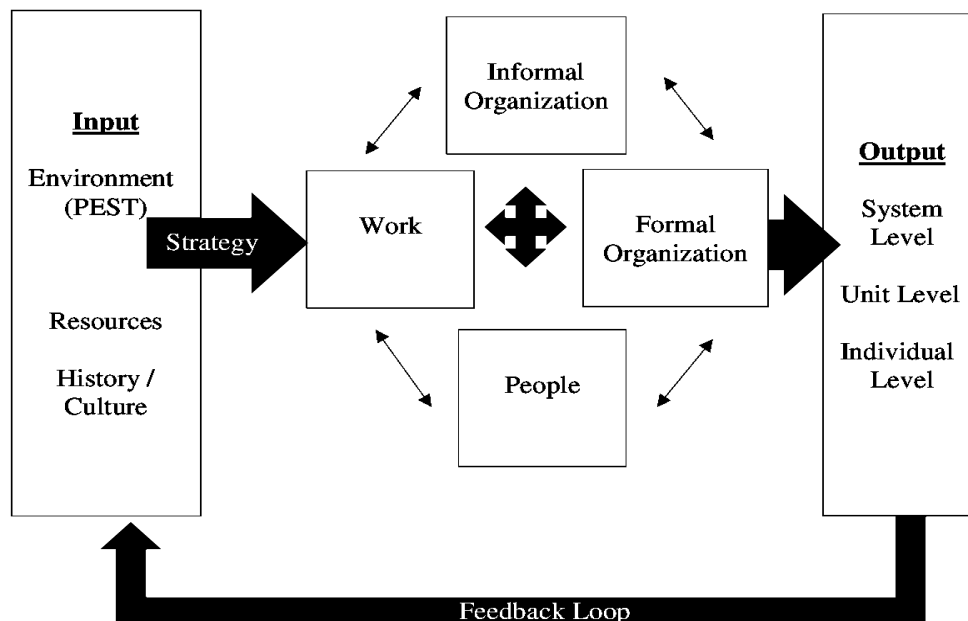 Input
Environment
(PEST)
Strategy
Resources
History /
Culture
Informal
Organization
Work
Formal
Organization
People
Output
System
Level
Unit Level
Individual
Level
Feedback Loop